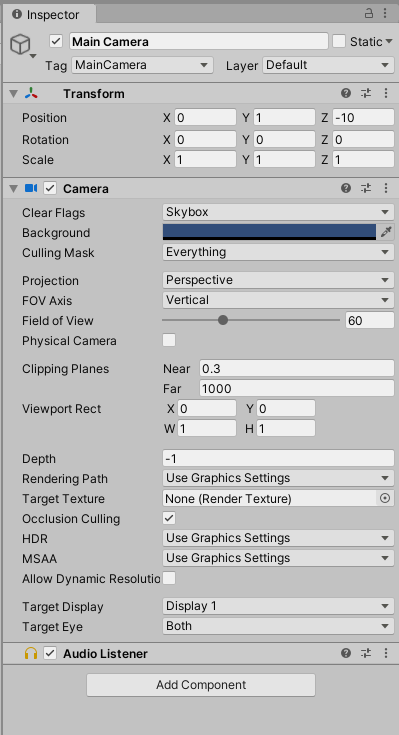 Inspector
Main Camera Static
Tag MainCamera Layer Default
Transform
Position X 0 Y 1 Z -10
Rotation X 0 Y 0 Z 0
Scale X 1 Y 1 Z 1
Camera
Clear Flags Skybox
Background
Culling Mask Everything
Projection Perspective
FOV Axis Vertical
Field of View 60
Physical Camera
Clipping Planes Near 0.3
Far 1000
Viewport Rect X 0 Y 0
W 1 H 1
Depth -1
Rendering Path Use Graphics Settings
Target Texture None (Render Texture)
Occlusion Culling
HDR Use Graphics Settings
MSAA Use Graphics Settings
Allow Dynamic Resolutio
Target Display Display 1
Target Eye Both
Audio Listener
Add Component